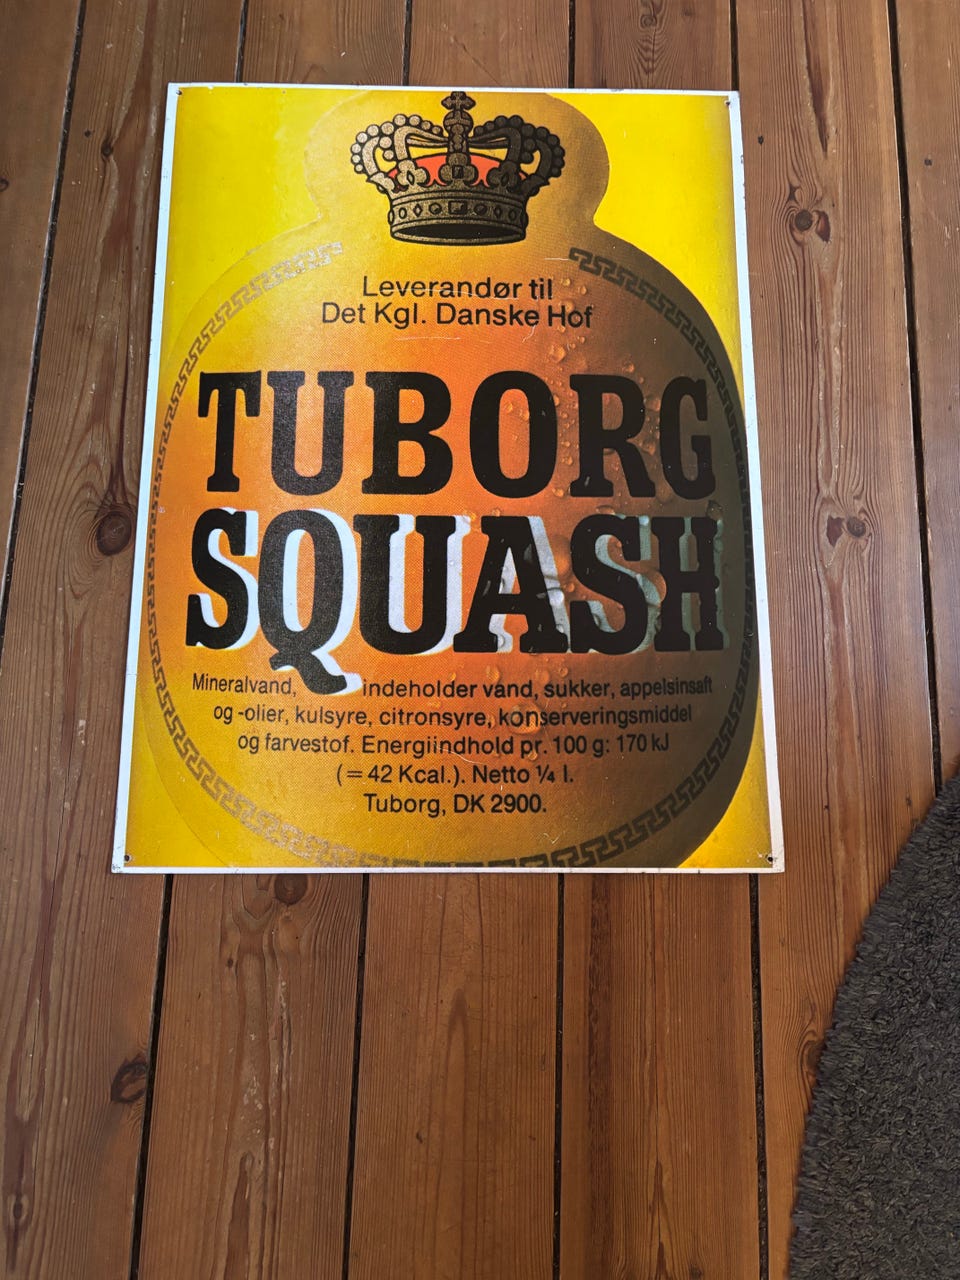 Leverandør til
Det Kgl. Danske Hof
TUBORG
SQUASH
Mineralvand, indeholder vand, sukker, appelsinsaft
og -olier, kulsyre, citronsyre, konserveringsmiddel
og farvestof. Energiindhold pr. 100 g: 170 kJ
(= 42 Kcal.). Netto ¼ l.
Tuborg, DK 2900.